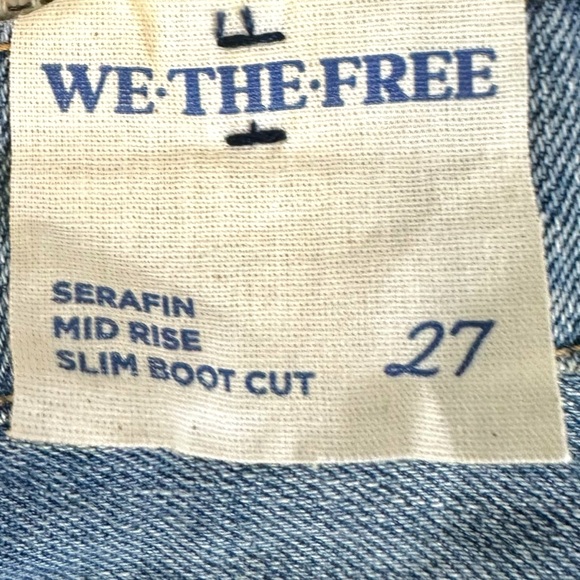 WE·THE·FREE
SERAFIN
MID RISE
SLIM BOOT CUT
27